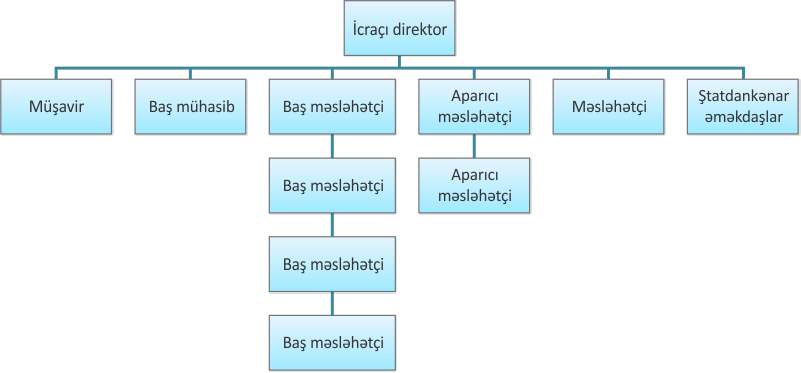 İcraçı direktor
Müşavir
Baş mühasib
Baş məsləhətçi
Aparıcı
məsləhətçi
Məsləhətçi
Ştatdankənar
əməkdaşlar
Baş məsləhətçi
Aparıcı
məsləhətçi
Baş məsləhətçi
Baş məsləhətçi